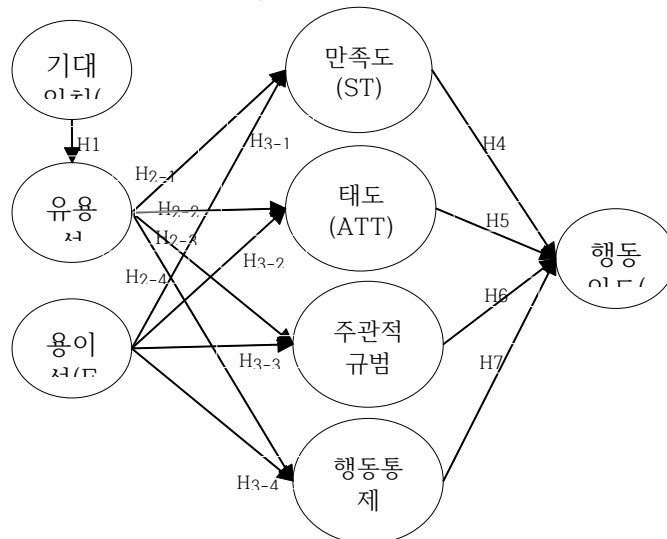 만족도
(ST)
기대
H4
H3-1
H1
H2-1
유용
H2-2
태도
(ATT)
H5
행동
H2-3
H3-2
H2-4
H6
용이
주관적
규범
H3-3
H7
행동통
제
H3-4